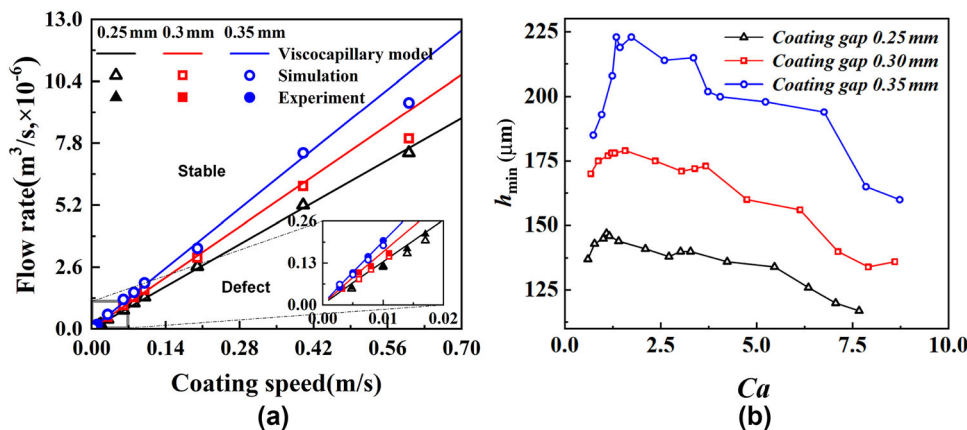 (a)
0.25 mm 0.3 mm 0.35 mm
Viscocapillary model
Simulation
Experiment
Stable
Defect
Flow rate(m³/s,×10⁻⁶)
13.0
10.4
7.8
5.2
2.6
0.0
0.26
0.13
0.00
0.00 0.01 0.02
0.00 0.14 0.28 0.42 0.56 0.70
Coating speed(m/s)
(a)
(b)
Coating gap 0.25 mm
Coating gap 0.30 mm
Coating gap 0.35 mm
h_min (μm)
225
200
175
150
125
0.0 2.5 5.0 7.5 10.0
Ca
(b)